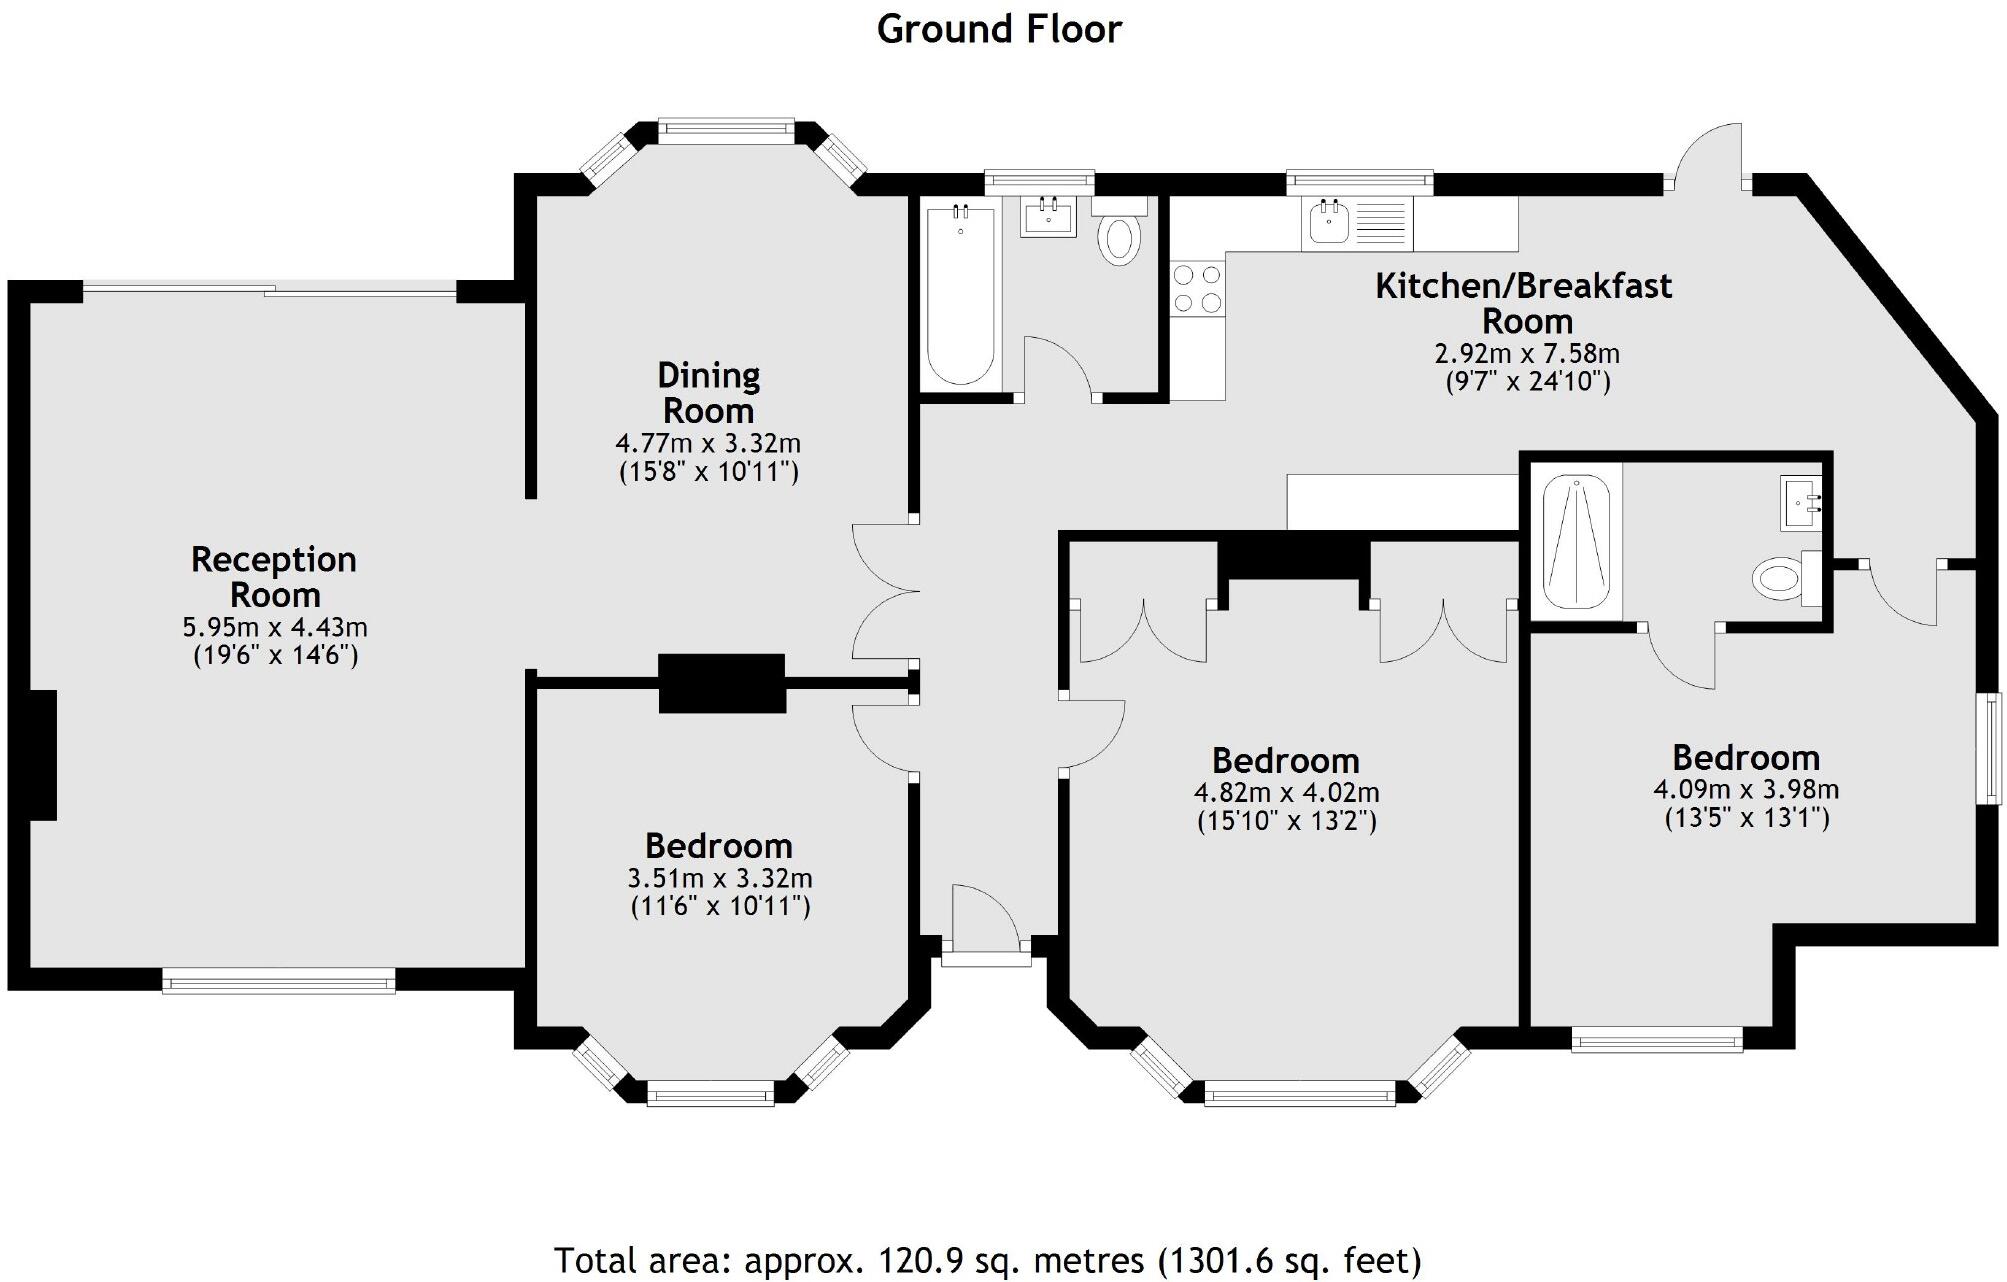 Ground Floor
Kitchen/Breakfast
Room
2.92m x 7.58m
(9'7" x 24'10")
Dining
Room
4.77m x 3.32m
(15'8" x 10'11")
Reception
Room
5.95m x 4.43m
(19'6" x 14'6")
Bedroom
4.82m x 4.02m
(15'10" x 13'2")
Bedroom
4.09m x 3.98m
(13'5" x 13'1")
Bedroom
3.51m x 3.32m
(11'6" x 10'11")
Total area: approx. 120.9 sq. metres (1301.6 sq. feet)